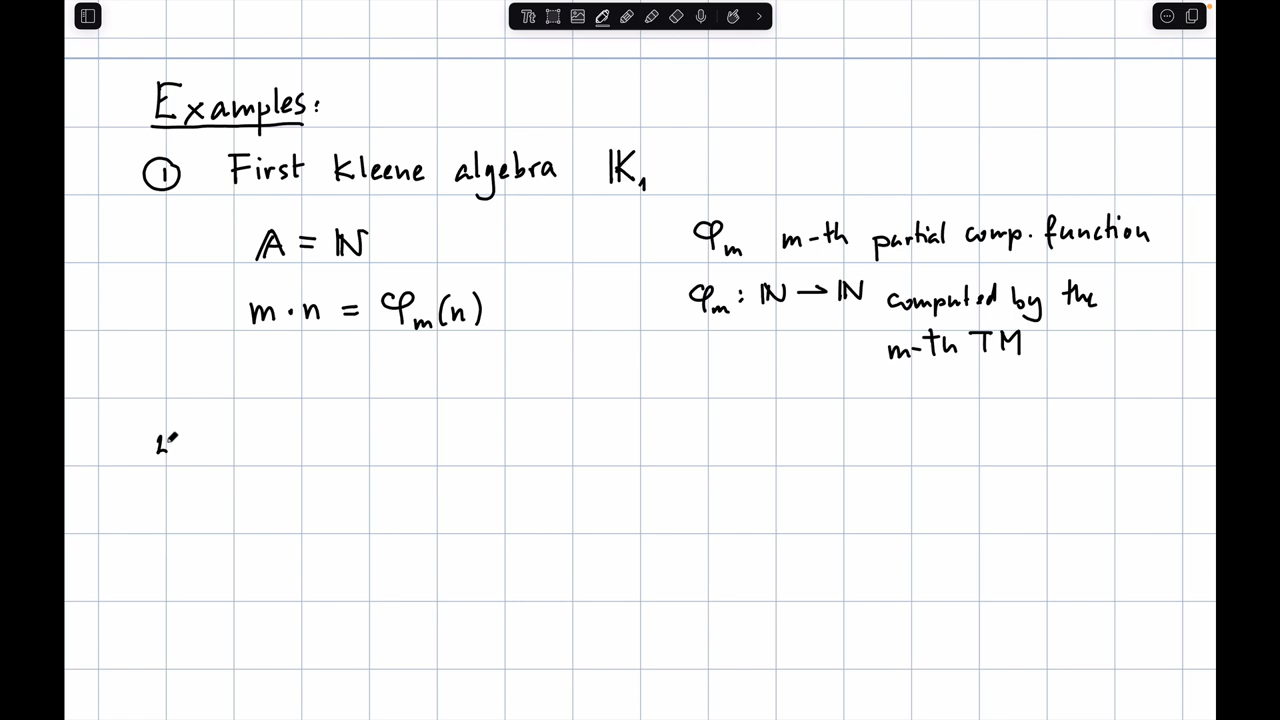 Examples:
① First Kleene algebra 𝕂₁
𝔸 = ℕ
m · n = φₘ(n)
φₘ m-th partial comp. function
φₘ : ℕ → ℕ computed by the
m-th TM